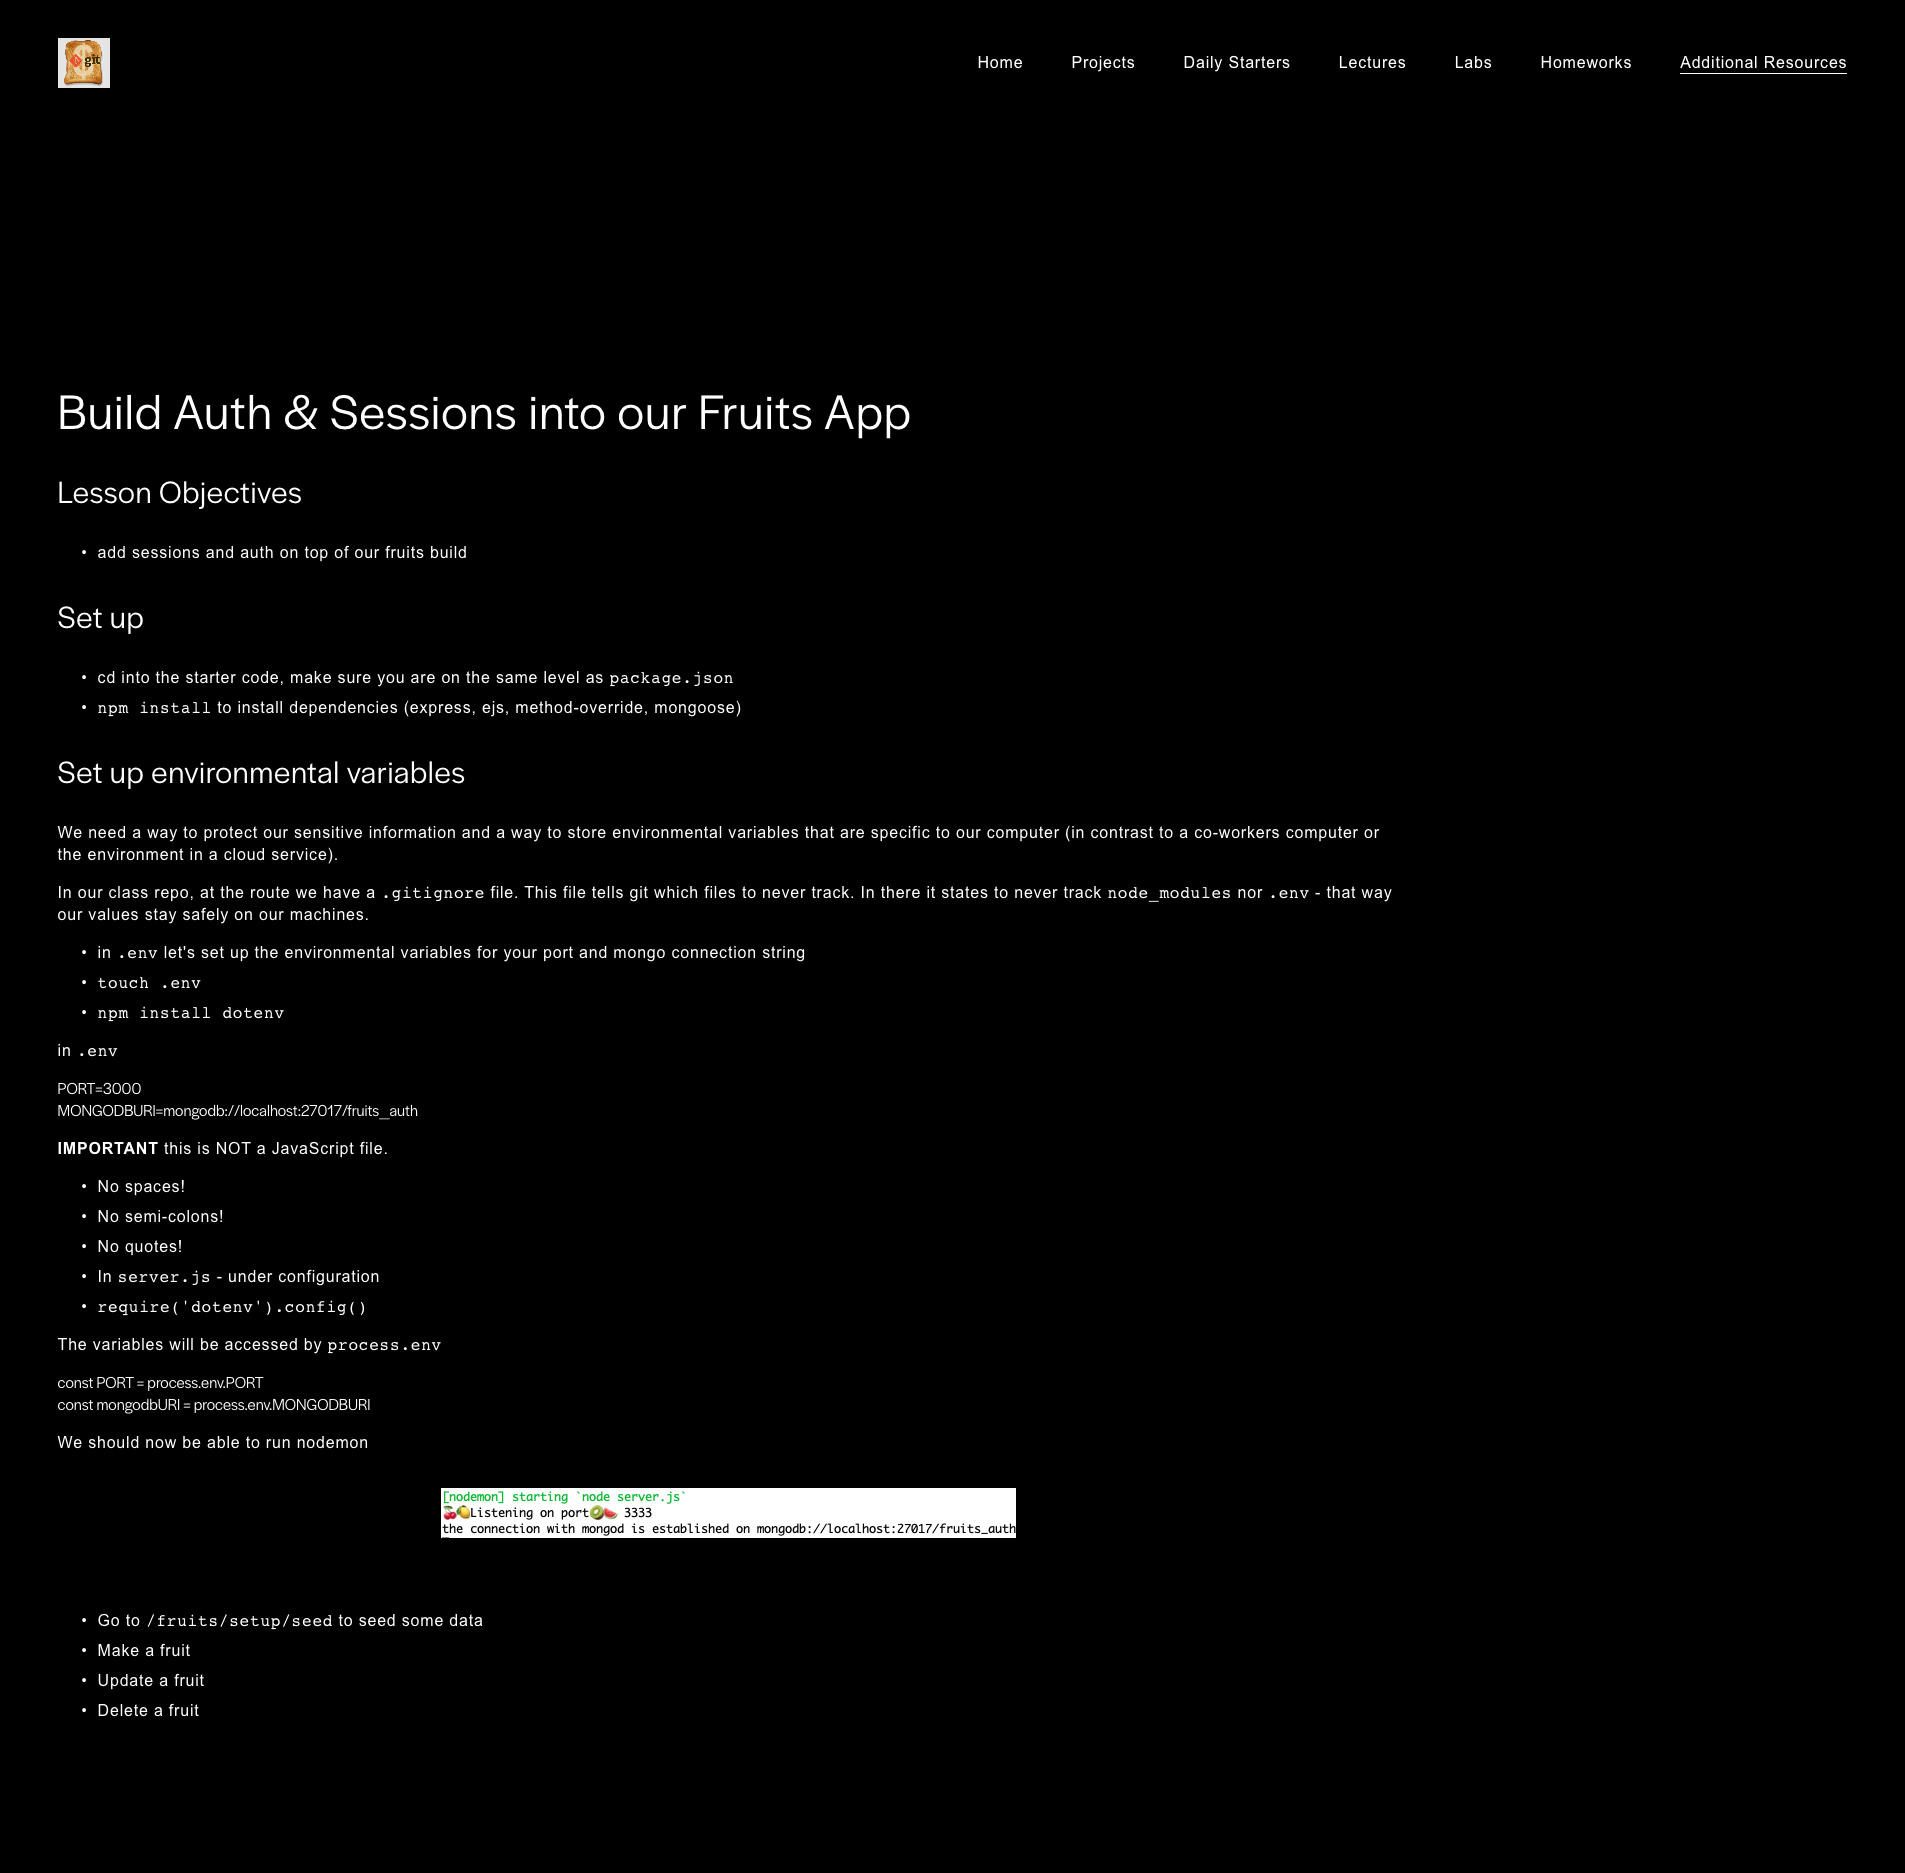 git
Home Projects Daily Starters Lectures Labs Homeworks Additional Resources
Build Auth & Sessions into our Fruits App
Lesson Objectives
• add sessions and auth on top of our fruits build
Set up
• cd into the starter code, make sure you are on the same level as package.json
• npm install to install dependencies (express, ejs, method-override, mongoose)
Set up environmental variables
We need a way to protect our sensitive information and a way to store environmental variables that are specific to our computer (in contrast to a co-workers computer or
the environment in a cloud service).
In our class repo, at the route we have a .gitignore file. This file tells git which files to never track. In there it states to never track node_modules nor .env - that way
our values stay safely on our machines.
• in .env let's set up the environmental variables for your port and mongo connection string
• touch .env
• npm install dotenv
in .env
PORT=3000
MONGODBURI=mongodb://localhost:27017/fruits_auth
IMPORTANT this is NOT a JavaScript file.
• No spaces!
• No semi-colons!
• No quotes!
• In server.js - under configuration
• require('dotenv').config()
The variables will be accessed by process.env
const PORT = process.env.PORT
const mongodbURI = process.env.MONGODBURI
We should now be able to run nodemon
[nodemon] starting `node server.js`
🍒🍋Listening on port🥝🍉 3333
the connection with mongod is established on mongodb://localhost:27017/fruits_auth
• Go to /fruits/setup/seed to seed some data
• Make a fruit
• Update a fruit
• Delete a fruit